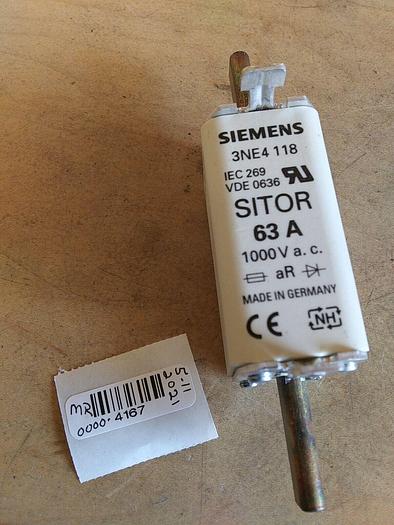 SIEMENS
3NE4 118
IEC 269
VDE 0636
SITOR
63 A
1000V a.c.
aR
MADE IN GERMANY
CE
NH
MR
0000.4167
5-11
2021